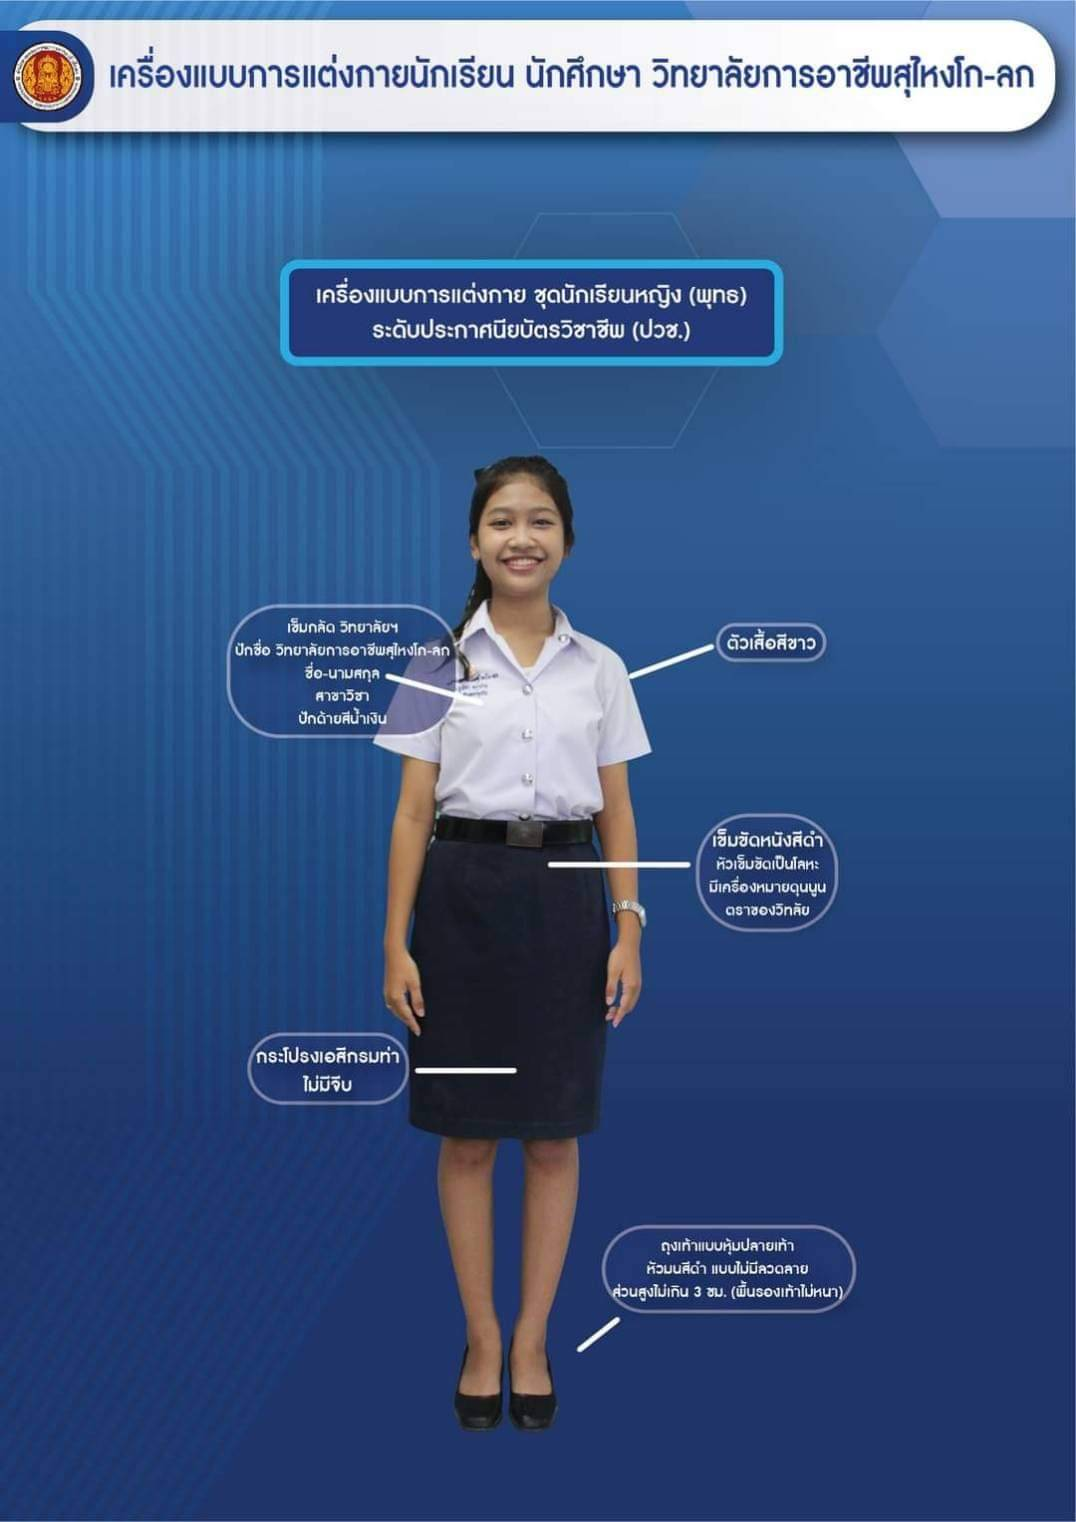 เครื่องแบบการแต่งกายนักเรียน นักศึกษา วิทยาลัยการอาชีพสุไหงโก-ลก
เครื่องแบบการแต่งกาย ชุดนักเรียนหญิง (พุทธ)
ระดับประกาศนียบัตรวิชาชีพ (ปวช.)
เข็มกลัด วิทยาลัยฯ
ปักชื่อ วิทยาลัยการอาชีพสุไหงโก-ลก
ชื่อ-นามสกุล
สาขาวิชา
ปักด้ายสีน้ำเงิน
ตัวเสื้อสีขาว
เข็มขัดหนังสีดำ
หัวเข็มขัดเป็นโลหะ
มีเครื่องหมายดุนนูน
ตราของวิทลัย
กระโปรงเอสีกรมท่า
ไม่มีจีบ
ถุงเท้าแบบหุ้มปลายเท้า
หัวมนสีดำ แบบไม่มีลวดลาย
ส่วนสูงไม่เกิน 3 ซม. (พื้นรองเท้าไม่หนา)